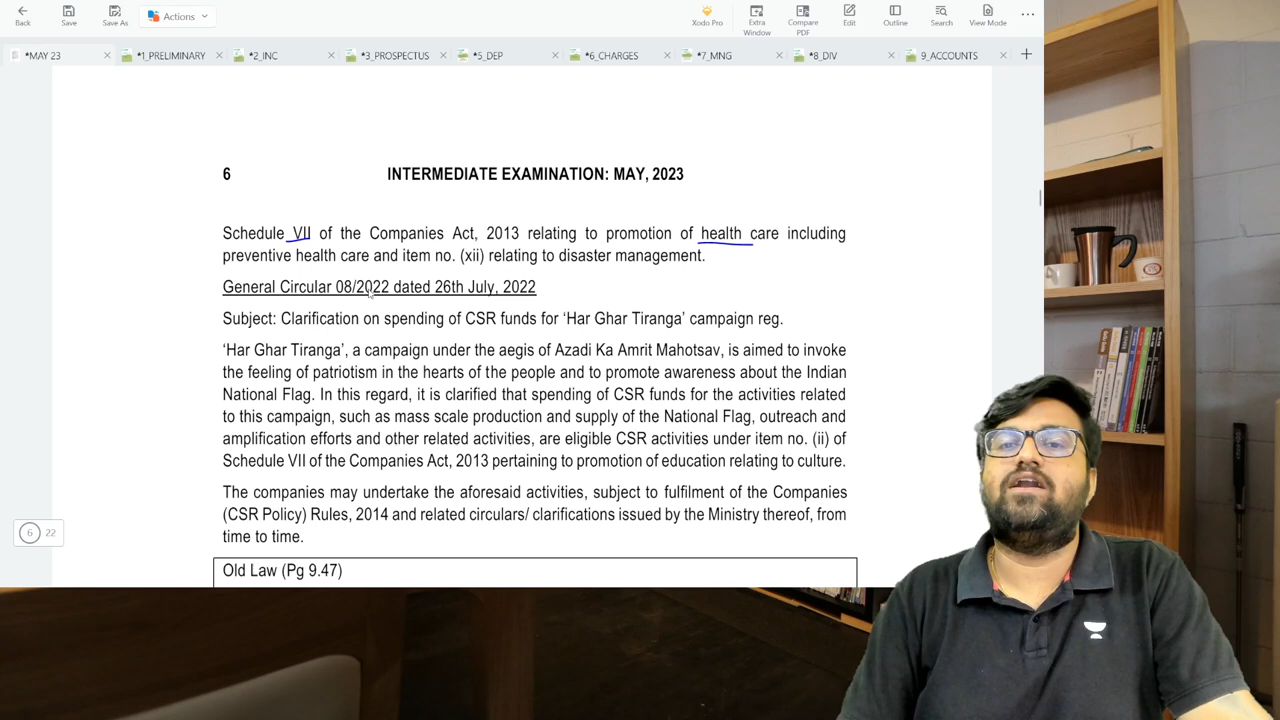 Back
Save
Save As
Actions
Xodo Pro
Extra Window
Compare PDF
Edit
Outline
Search
View Mode
*MAY 23
*1_PRELIMINARY
*2_INC
*3_PROSPECTUS
*5_DEP
*6_CHARGES
*7_MNG
*8_DIV
9_ACCOUNTS
6 INTERMEDIATE EXAMINATION: MAY, 2023
Schedule VII of the Companies Act, 2013 relating to promotion of health care including
preventive health care and item no. (xii) relating to disaster management.
General Circular 08/2022 dated 26th July, 2022
Subject: Clarification on spending of CSR funds for ‘Har Ghar Tiranga’ campaign reg.
‘Har Ghar Tiranga’, a campaign under the aegis of Azadi Ka Amrit Mahotsav, is aimed to invoke
the feeling of patriotism in the hearts of the people and to promote awareness about the Indian
National Flag. In this regard, it is clarified that spending of CSR funds for the activities related
to this campaign, such as mass scale production and supply of the National Flag, outreach and
amplification efforts and other related activities, are eligible CSR activities under item no. (ii) of
Schedule VII of the Companies Act, 2013 pertaining to promotion of education relating to culture.
The companies may undertake the aforesaid activities, subject to fulfilment of the Companies
(CSR Policy) Rules, 2014 and related circulars/ clarifications issued by the Ministry thereof, from
time to time.
6 22
Old Law (Pg 9.47)